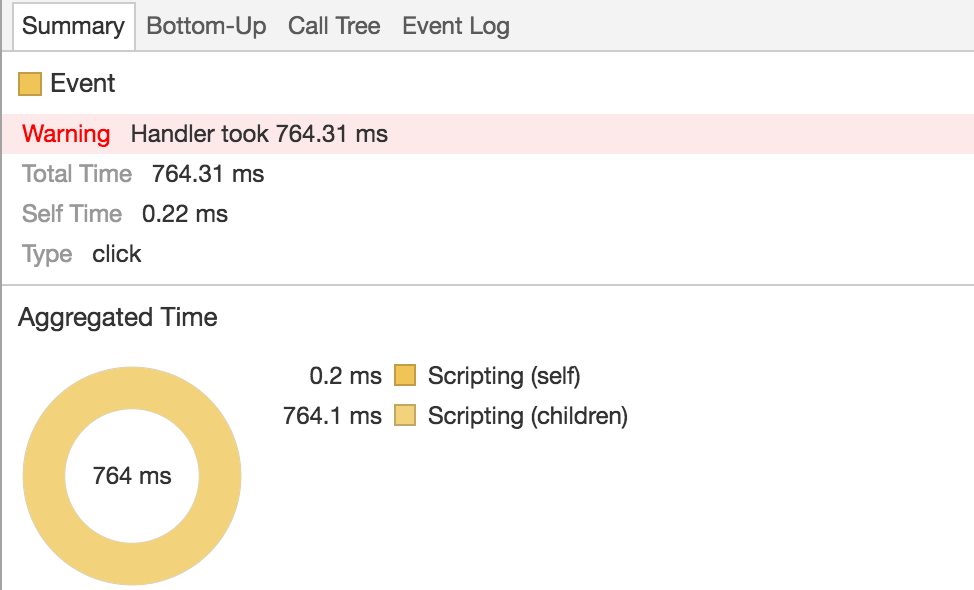 Summary Bottom-Up Call Tree Event Log
Event
Warning Handler took 764.31 ms
Total Time 764.31 ms
Self Time 0.22 ms
Type click
Aggregated Time
0.2 ms Scripting (self)
764.1 ms Scripting (children)
764 ms